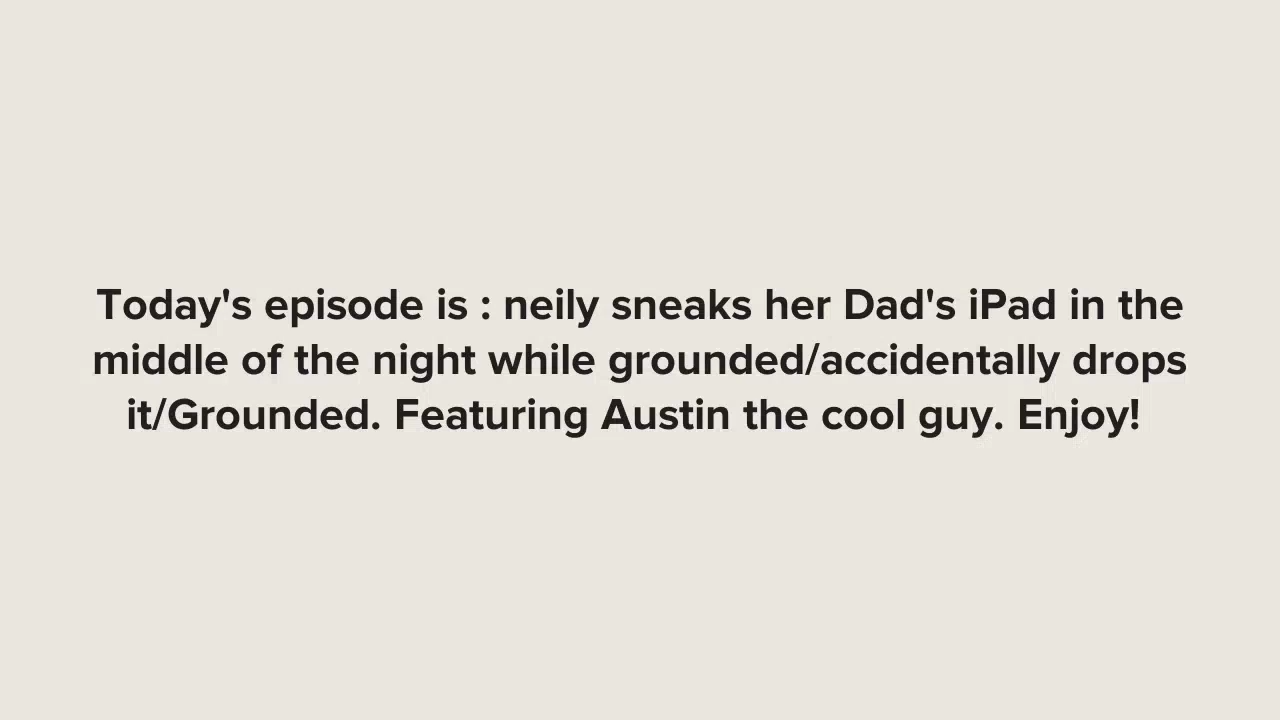 Today's episode is : neily sneaks her Dad's iPad in the
middle of the night while grounded/accidentally drops
it/Grounded. Featuring Austin the cool guy. Enjoy!